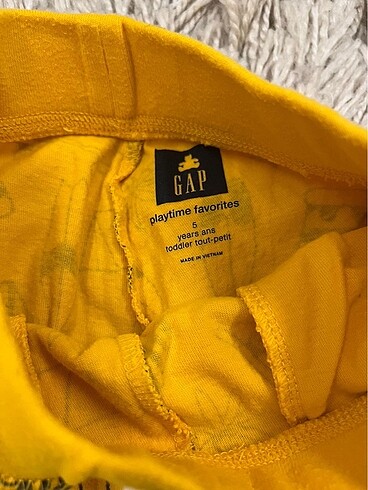 GAP
playtime favorites
5
years ans
toddler tout-petit
MADE IN VIETNAM